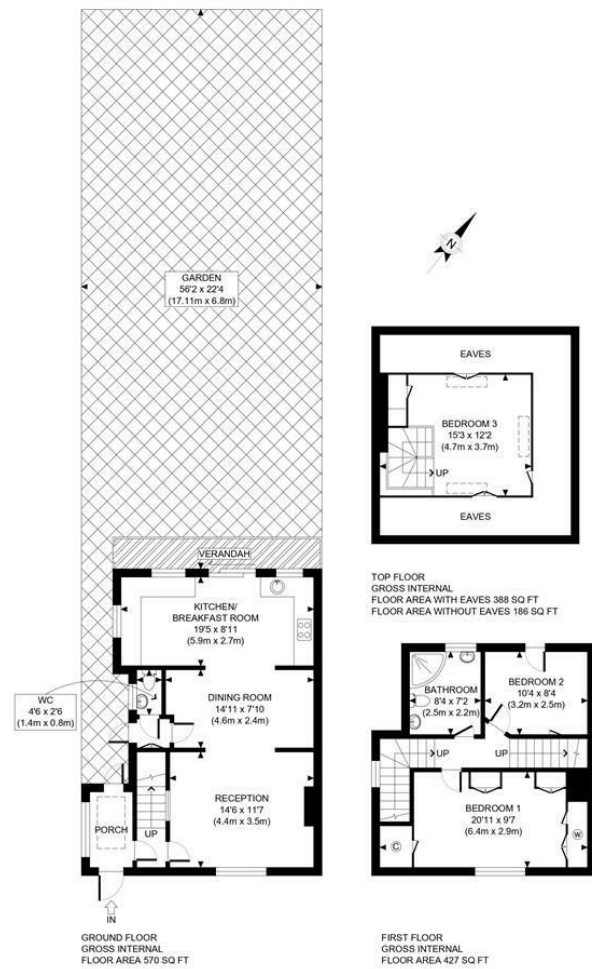 GARDEN
56'2 x 22'4
(17.11m x 6.8m)
N
EAVES
BEDROOM 3
15'3 x 12'2
(4.7m x 3.7m)
UP
EAVES
TOP FLOOR
GROSS INTERNAL
FLOOR AREA WITH EAVES 388 SQ FT
FLOOR AREA WITHOUT EAVES 186 SQ FT
VERANDAH
KITCHEN/
BREAKFAST ROOM
19'5 x 8'11
(5.9m x 2.7m)
WC
4'6 x 2'6
(1.4m x 0.8m)
DINING ROOM
14'11 x 7'10
(4.6m x 2.4m)
RECEPTION
14'6 x 11'7
(4.4m x 3.5m)
PORCH
UP
IN
GROUND FLOOR
GROSS INTERNAL
FLOOR AREA 570 SQ FT
BATHROOM
8'4 x 7'2
(2.5m x 2.2m)
BEDROOM 2
10'4 x 8'4
(3.2m x 2.5m)
UP
UP
BEDROOM 1
20'11 x 9'7
(6.4m x 2.9m)
C
W
FIRST FLOOR
GROSS INTERNAL
FLOOR AREA 427 SQ FT